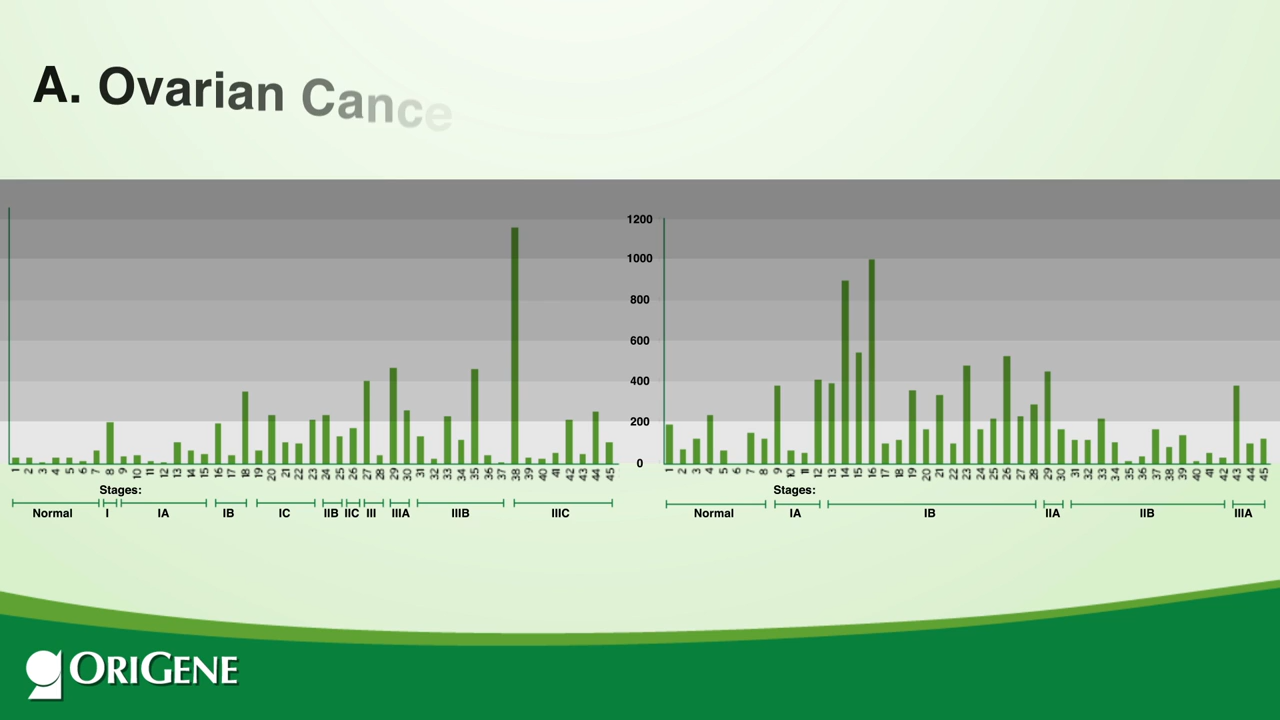 A. Ovarian Cance
1200
1000
800
600
400
200
0
1 2 3 4 5 6 7 8 9 10 11 12 13 14 15 16 17 18 19 20 21 22 23 24 25 26 27 28 29 30 31 32 33 34 35 36 37 38 39 40 41 42 43 44 45
Stages:
Normal I IA IB IC IIB IIC III IIIA IIIB IIIC
1 2 3 4 5 6 7 8 9 10 11 12 13 14 15 16 17 18 19 20 21 22 23 24 25 26 27 28 29 30 31 32 33 34 35 36 37 38 39 40 41 42 43 44 45
Stages:
Normal IA IB IIA IIB IIIA
ORIGENE